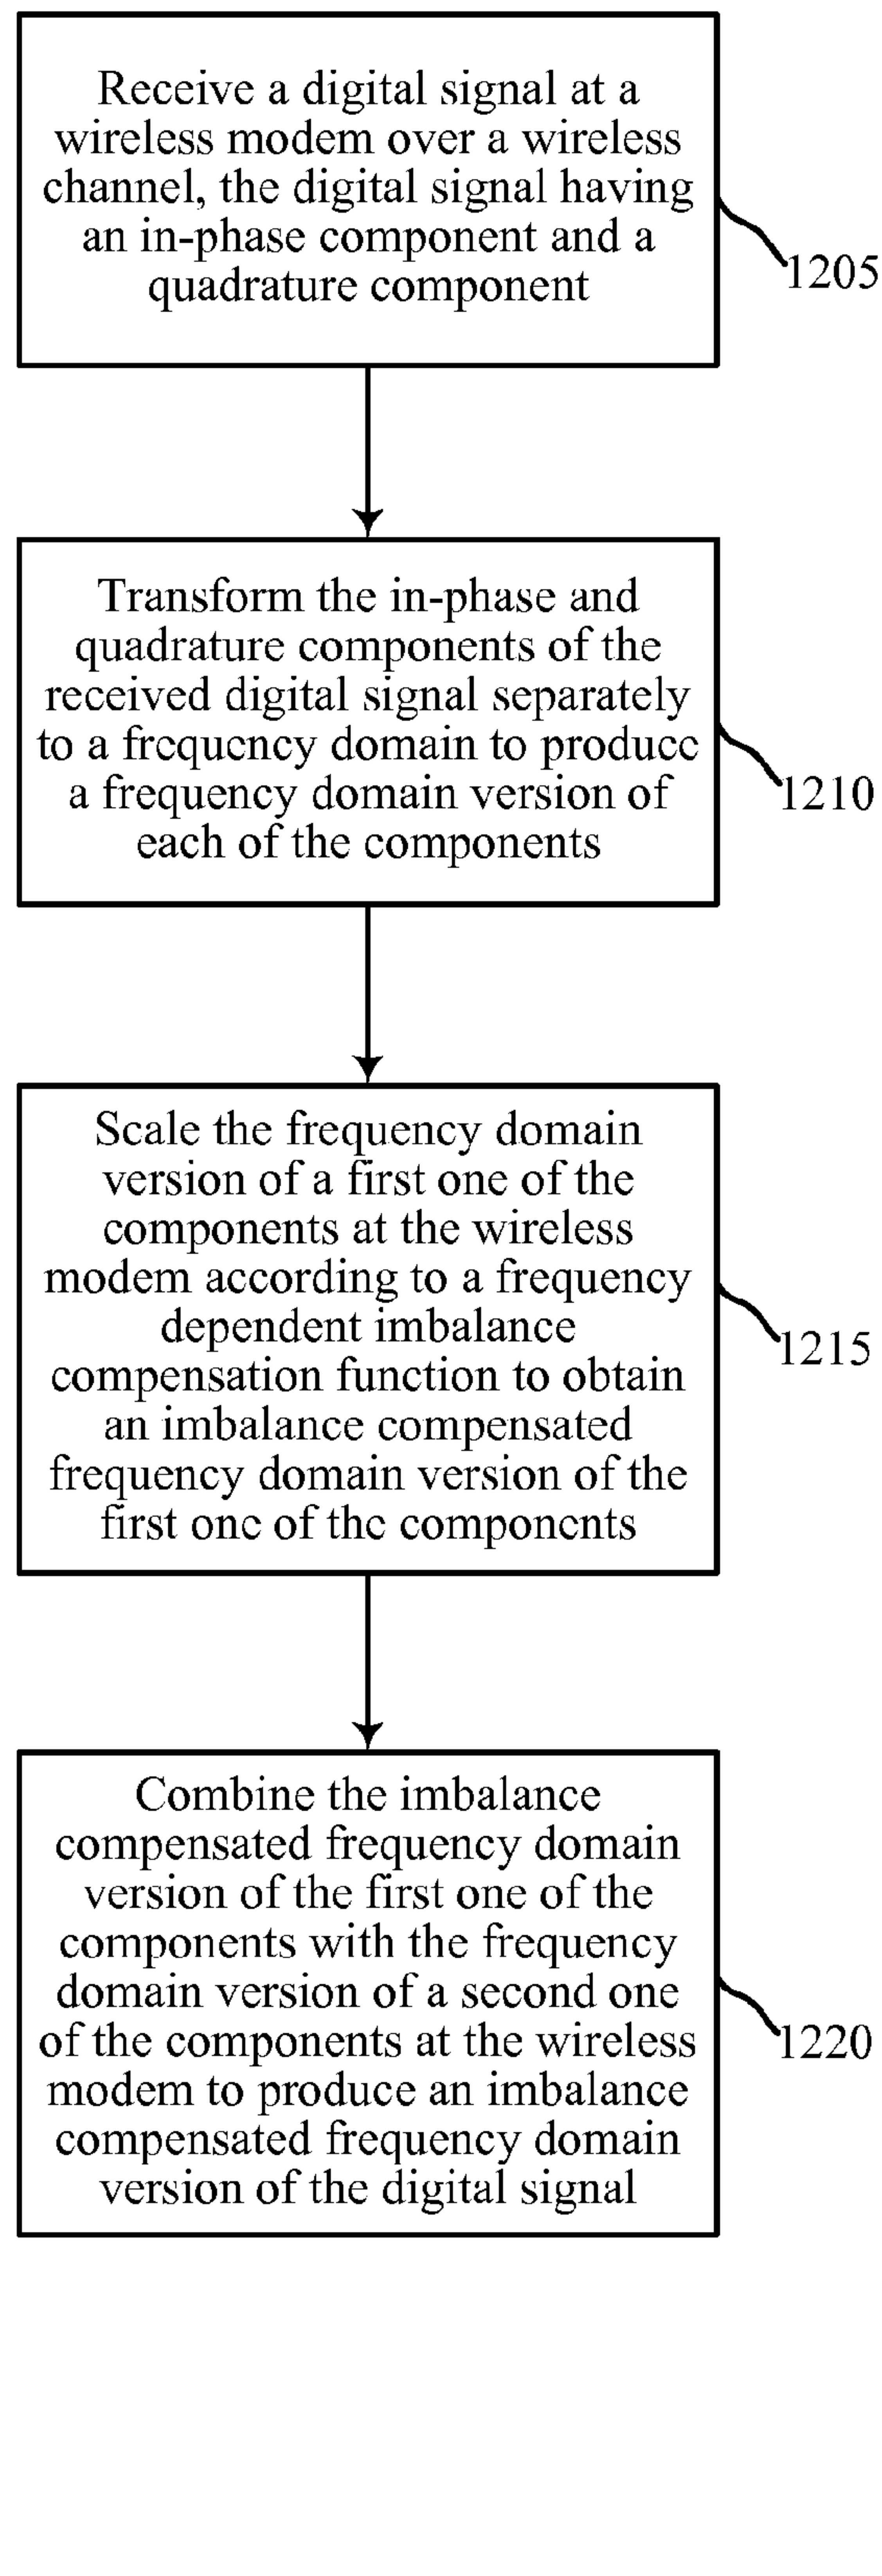 Receive a digital signal at a
wireless modem over a wireless
channel, the digital signal having
an in-phase component and a
quadrature component
1205
Transform the in-phase and
quadrature components of the
received digital signal separately
to a frequency domain to produce
a frequency domain version of
each of the components
1210
Scale the frequency domain
version of a first one of the
components at the wireless
modem according to a frequency
dependent imbalance
compensation function to obtain
an imbalance compensated
frequency domain version of the
first one of the components
1215
Combine the imbalance
compensated frequency domain
version of the first one of the
components with the frequency
domain version of a second one
of the components at the wireless
modem to produce an imbalance
compensated frequency domain
version of the digital signal
1220